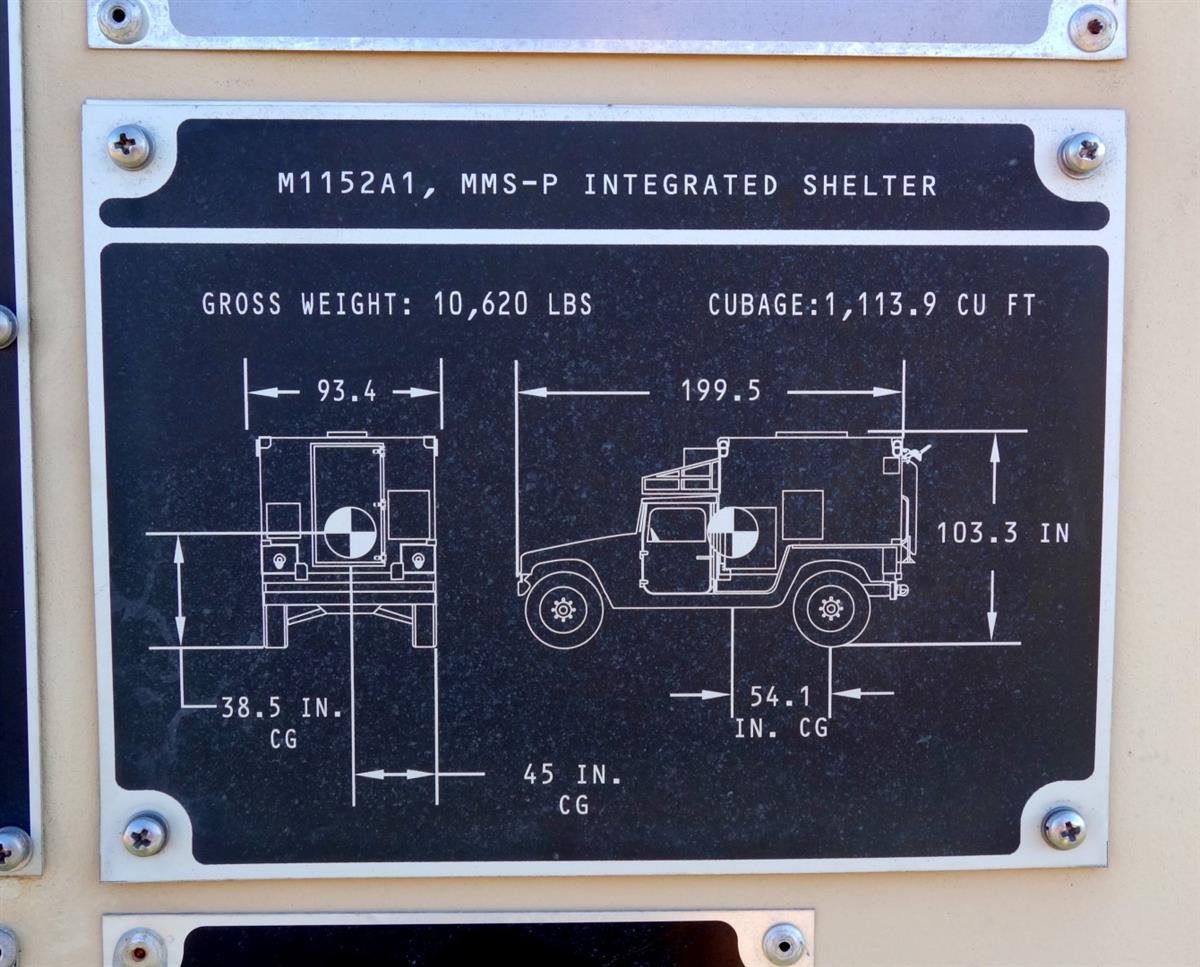 M1152A1, MMS-P INTEGRATED SHELTER
GROSS WEIGHT: 10,620 LBS
CUBAGE:1,113.9 CU FT
93.4
199.5
103.3 IN
38.5 IN.
CG
54.1
IN. CG
45 IN.
CG